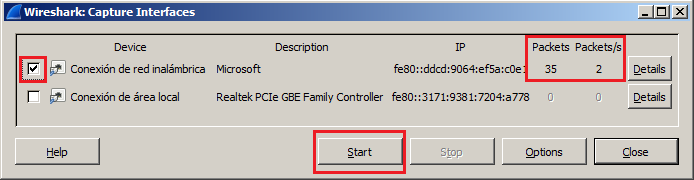 Wireshark: Capture Interfaces
Device Description IP Packets Packets/s
Conexión de red inalámbrica Microsoft fe80::ddcd:9064:ef5a:c0e1 35 2 Details
Conexión de área local Realtek PCIe GBE Family Controller fe80::3171:9381:7204:a778 0 0 Details
Help Start Stop Options Close